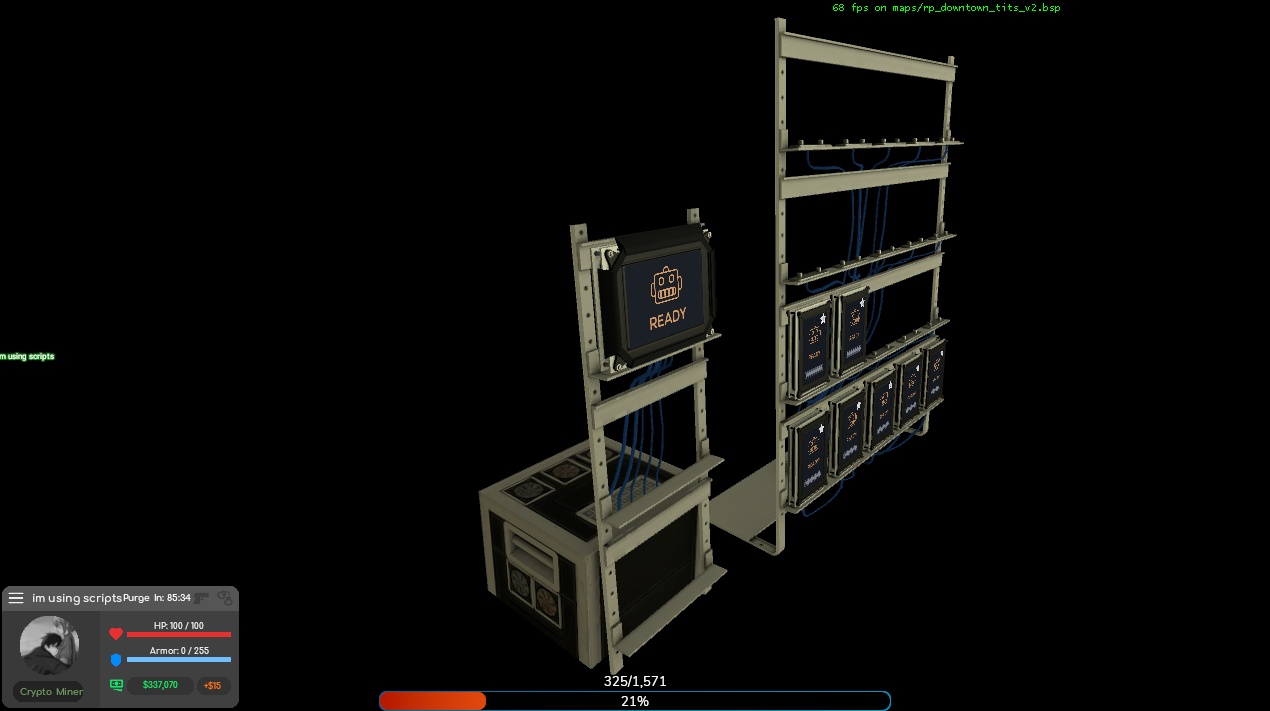 68 fps on maps/rp_downtown_tits_v2.bsp
READY
m using scripts
im using scripts Purge In: 85:34
HP: 100 / 100
Armor: 0 / 255
Crypto Miner
$337,070
+$15
325/1,571
21%